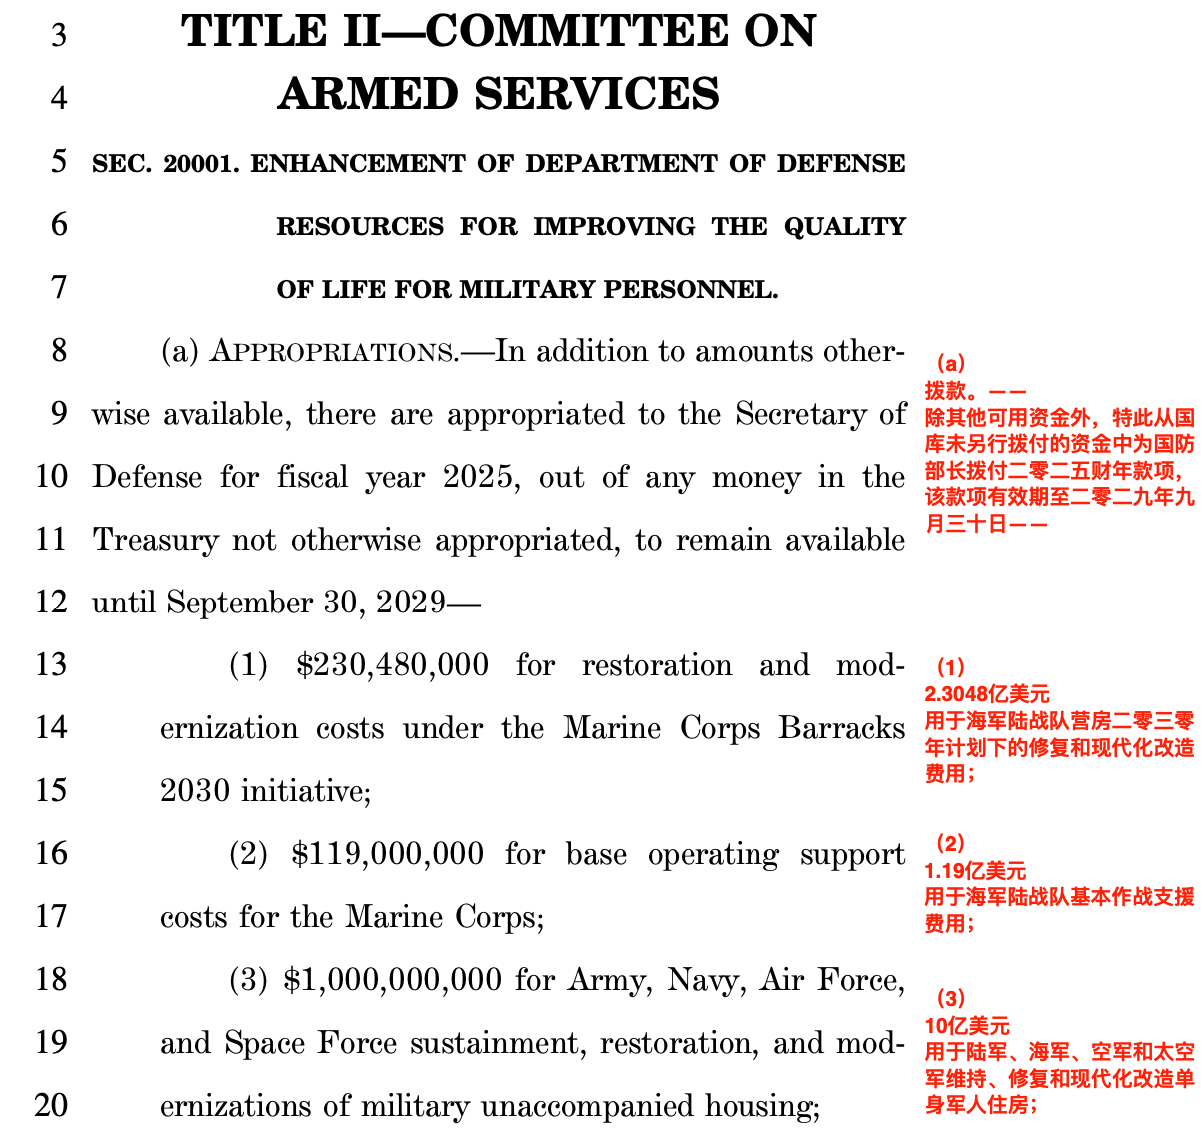 3 TITLE II—COMMITTEE ON
4 ARMED SERVICES
5 SEC. 20001. ENHANCEMENT OF DEPARTMENT OF DEFENSE
6 RESOURCES FOR IMPROVING THE QUALITY
7 OF LIFE FOR MILITARY PERSONNEL.
8 (a) APPROPRIATIONS.—In addition to amounts other-
9 wise available, there are appropriated to the Secretary of
10 Defense for fiscal year 2025, out of any money in the
11 Treasury not otherwise appropriated, to remain available
12 until September 30, 2029—
13 (1) $230,480,000 for restoration and mod-
14 ernization costs under the Marine Corps Barracks
15 2030 initiative;
16 (2) $119,000,000 for base operating support
17 costs for the Marine Corps;
18 (3) $1,000,000,000 for Army, Navy, Air Force,
19 and Space Force sustainment, restoration, and mod-
20 ernizations of military unaccompanied housing;
（a）
拨款。——
除其他可用资金外，特此从国
库未另行拨付的资金中为国防
部长拨付二零二五财年款项，
该款项有效期至二零二九年九
月三十日——
（1）
2.3048亿美元
用于海军陆战队营房二零三零
年计划下的修复和现代化改造
费用；
（2）
1.19亿美元
用于海军陆战队基本作战支援
费用；
（3）
10亿美元
用于陆军、海军、空军和太空
军维持、修复和现代化改造单
身军人住房；